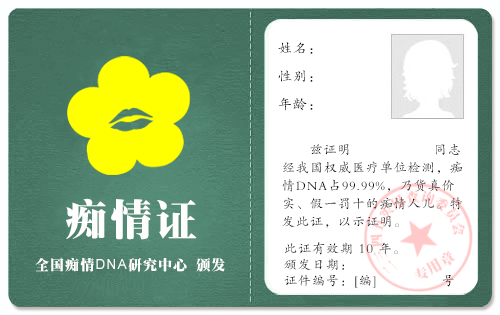 痴情证
全国痴情DNA研究中心 颁发
姓名：
性别：
年龄：
兹证明 同志
经我国权威医疗单位检测，痴
情DNA占99.99%，乃货真价
实、假一罚十的痴情人儿，特
发此证，以示证明。
此证有效期 10 年。
颁发日期：
证件编号：[编] 号
专用章